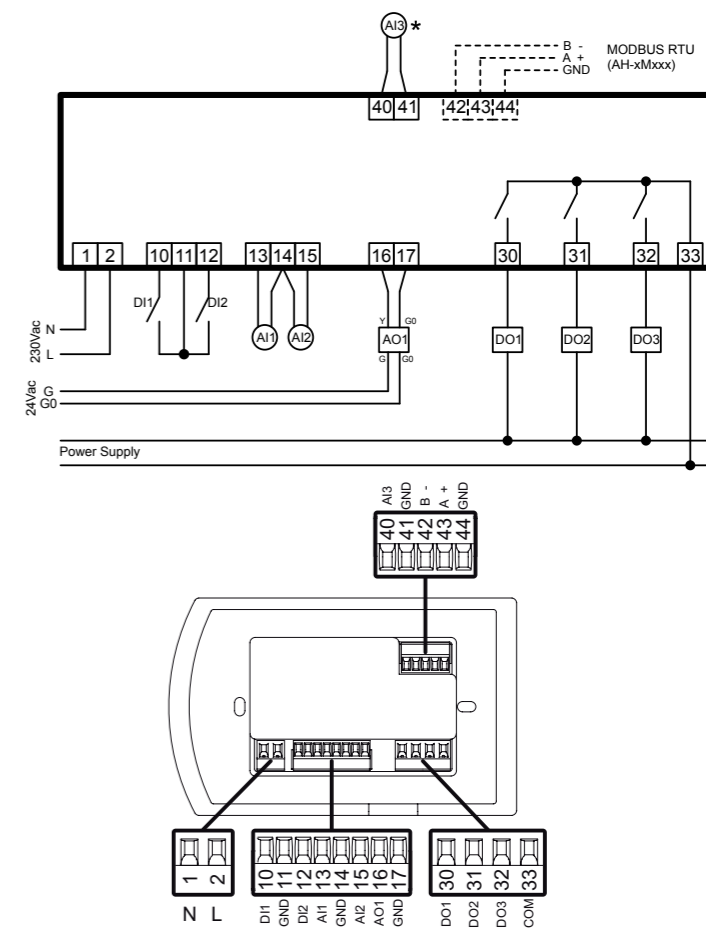 AI3 *
B -
A +
GND
MODBUS RTU
(AH-xMxxx)
40 41 42 43 44
1 2 10 11 12 13 14 15 16 17 30 31 32 33
DI1 DI2
AI1 AI2
Y G0
AO1
G G0
DO1 DO2 DO3
230Vac
N
L
24Vac
G
G0
Power Supply
AI3 GND B - A + GND
40 41 42 43 44
1 2
N L
10 11 12 13 14 15 16 17
DI1 GND DI2 AI1 GND AI2 AO1 GND
30 31 32 33
DO1 DO2 DO3 COM